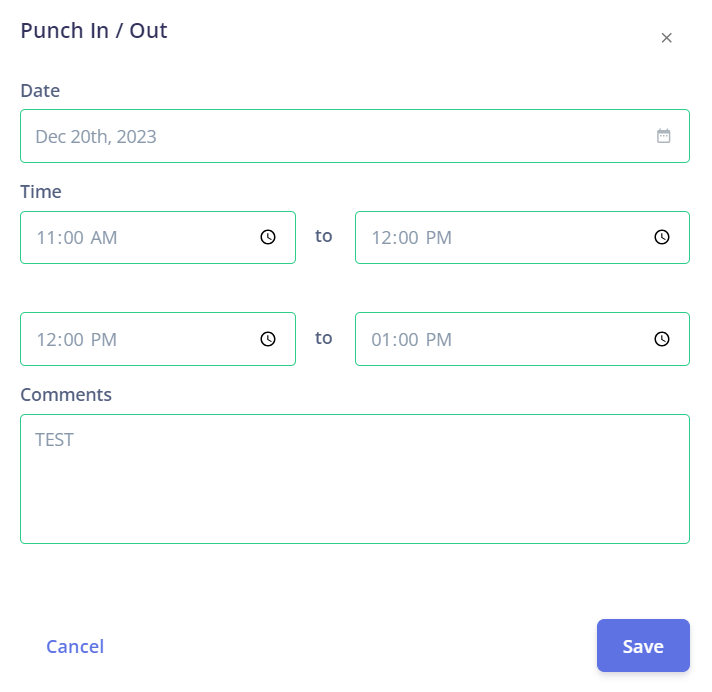 Punch In / Out
Date
Dec 20th, 2023
Time
11:00 AM to 12:00 PM
12:00 PM to 01:00 PM
Comments
TEST
Cancel Save